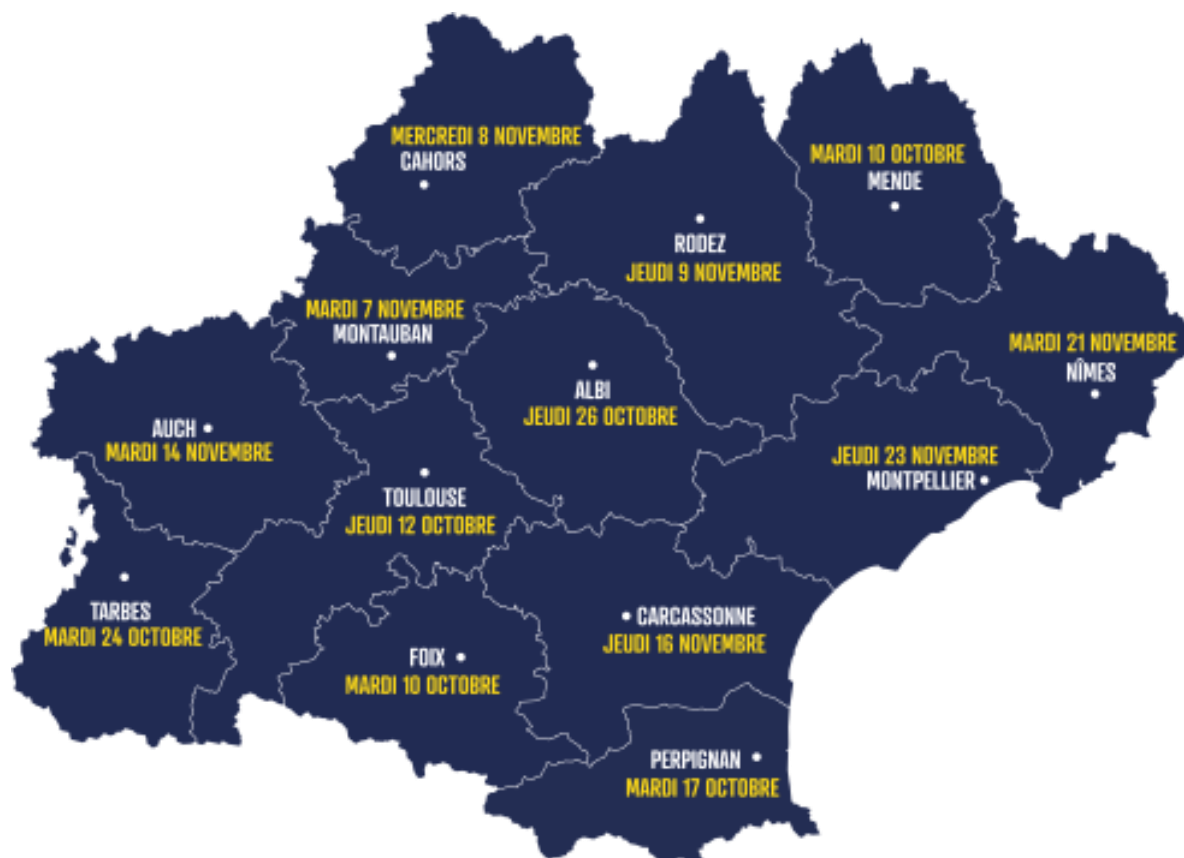 MERCREDI 8 NOVEMBRE
CAHORS
MARDI 10 OCTOBRE
MENDE
RODEZ
JEUDI 9 NOVEMBRE
MARDI 7 NOVEMBRE
MONTAUBAN
MARDI 21 NOVEMBRE
NÎMES
ALBI
JEUDI 26 OCTOBRE
AUCH
MARDI 14 NOVEMBRE
JEUDI 23 NOVEMBRE
MONTPELLIER
TOULOUSE
JEUDI 12 OCTOBRE
TARBES
MARDI 24 OCTOBRE
CARCASSONNE
JEUDI 16 NOVEMBRE
FOIX
MARDI 10 OCTOBRE
PERPIGNAN
MARDI 17 OCTOBRE